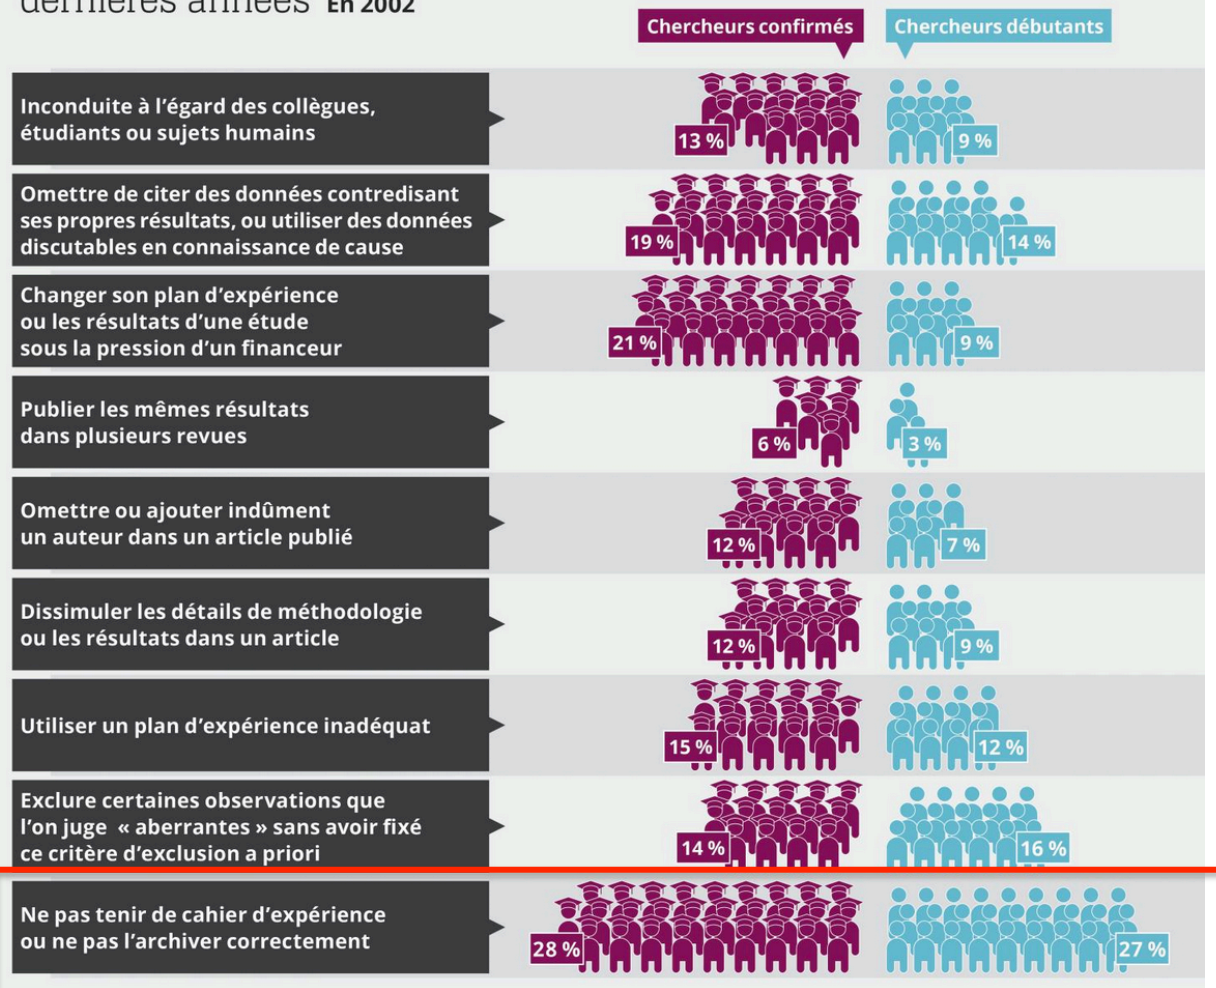 dernières années En 2002
Chercheurs confirmés
Chercheurs débutants
Inconduite à l’égard des collègues,
étudiants ou sujets humains
13 %
9 %
Omettre de citer des données contredisant
ses propres résultats, ou utiliser des données
discutables en connaissance de cause
19 %
14 %
Changer son plan d’expérience
ou les résultats d’une étude
sous la pression d’un financeur
21 %
9 %
Publier les mêmes résultats
dans plusieurs revues
6 %
3 %
Omettre ou ajouter indûment
un auteur dans un article publié
12 %
7 %
Dissimuler les détails de méthodologie
ou les résultats dans un article
12 %
9 %
Utiliser un plan d’expérience inadéquat
15 %
12 %
Exclure certaines observations que
l’on juge « aberrantes » sans avoir fixé
ce critère d’exclusion a priori
14 %
16 %
Ne pas tenir de cahier d’expérience
ou ne pas l’archiver correctement
28 %
27 %